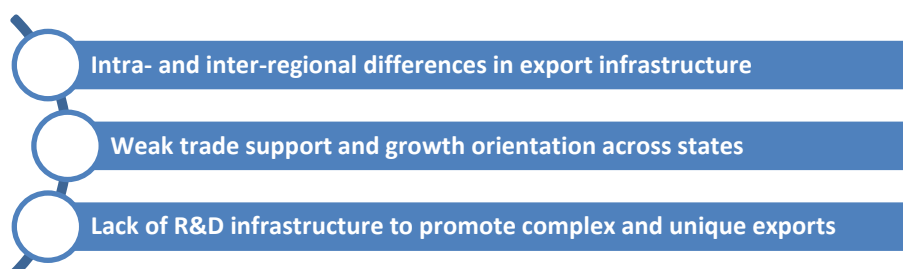 Intra- and inter-regional differences in export infrastructure
Weak trade support and growth orientation across states
Lack of R&D infrastructure to promote complex and unique exports